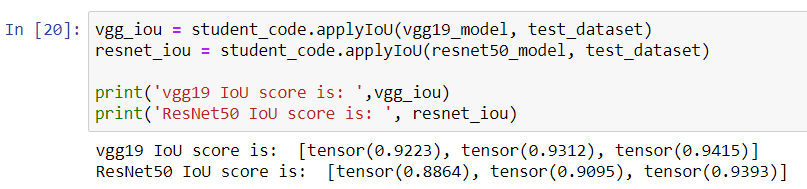 In [20]: vgg_iou = student_code.applyIoU(vgg19_model, test_dataset)
resnet_iou = student_code.applyIoU(resnet50_model, test_dataset)
print('vgg19 IoU score is: ',vgg_iou)
print('ResNet50 IoU score is: ', resnet_iou)
vgg19 IoU score is:  [tensor(0.9223), tensor(0.9312), tensor(0.9415)]
ResNet50 IoU score is:  [tensor(0.8864), tensor(0.9095), tensor(0.9393)]